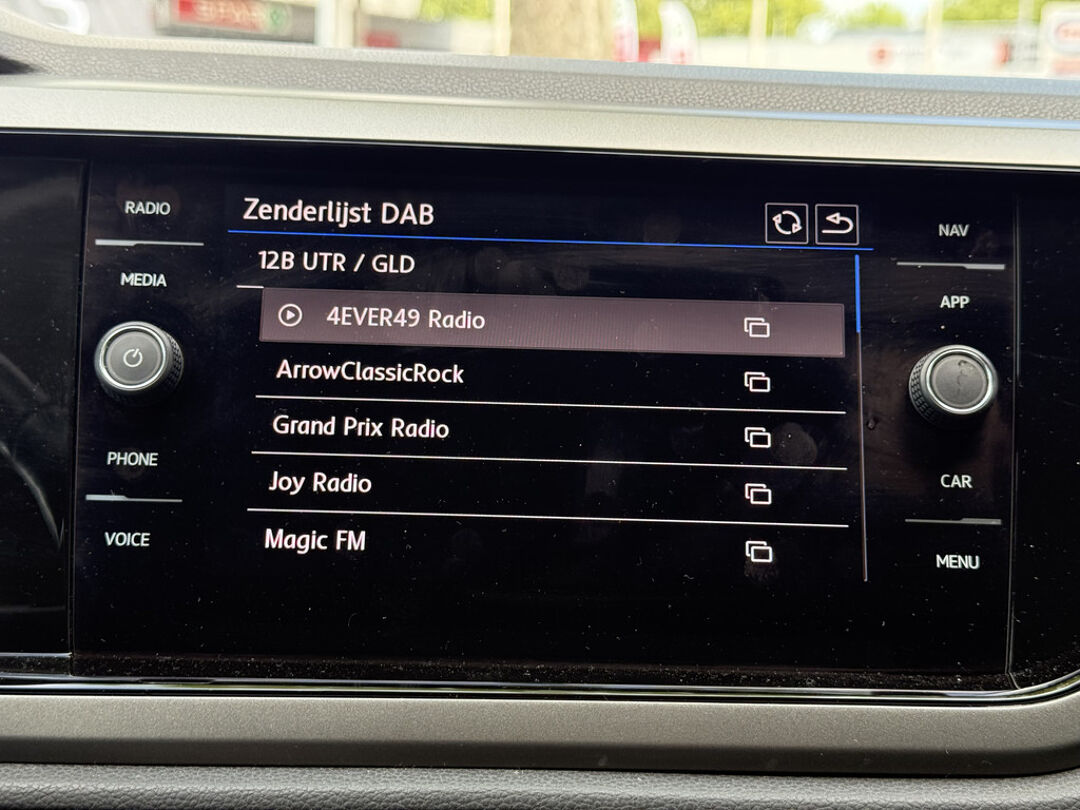 RADIO
MEDIA
PHONE
VOICE
Zenderlijst DAB
12B UTR / GLD
4EVER49 Radio
ArrowClassicRock
Grand Prix Radio
Joy Radio
Magic FM
NAV
APP
CAR
MENU